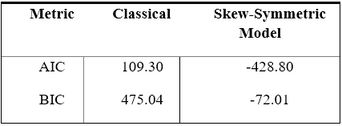 Metric Classical Skew-Symmetric
Model
AIC 109.30 -428.80
BIC 475.04 -72.01